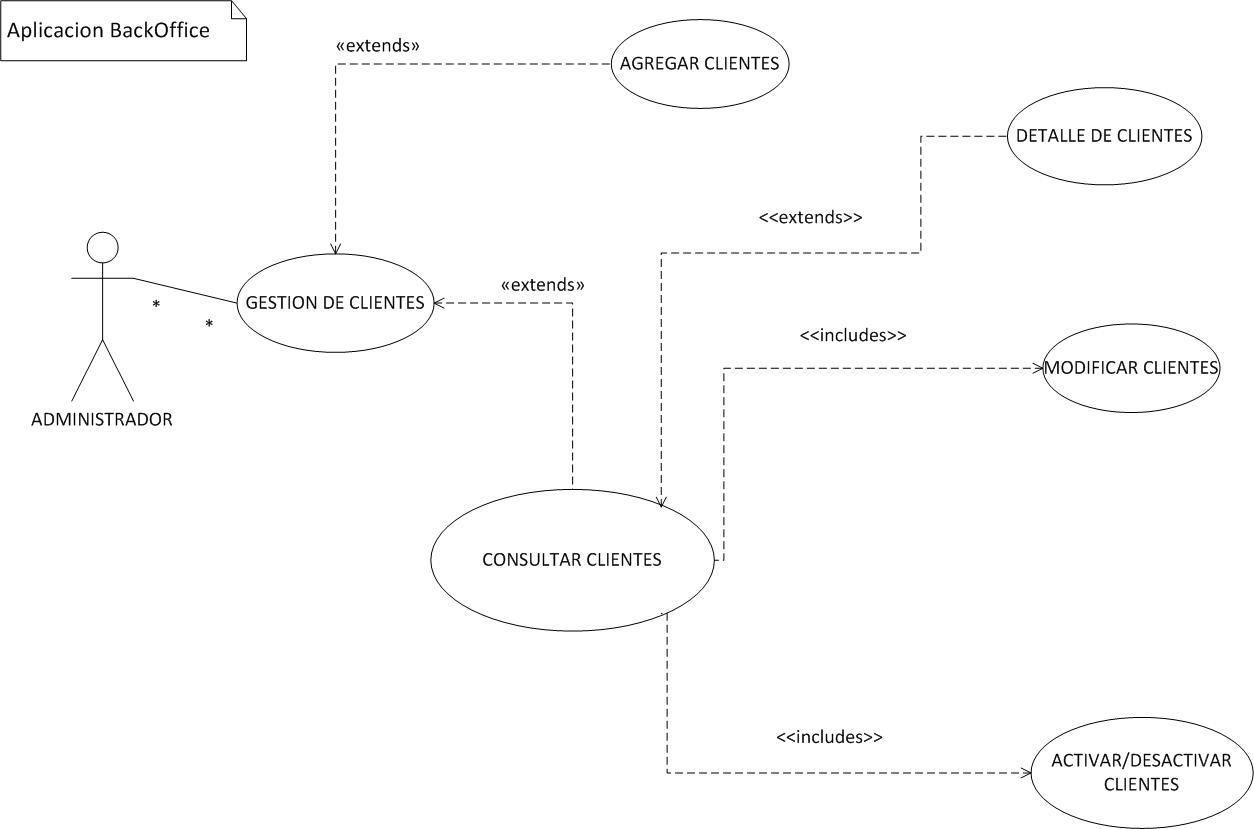 Aplicacion BackOffice
«extends»
AGREGAR CLIENTES
DETALLE DE CLIENTES
<<extends>>
«extends»
GESTION DE CLIENTES
*
*
<<includes>>
MODIFICAR CLIENTES
ADMINISTRADOR
CONSULTAR CLIENTES
<<includes>>
ACTIVAR/DESACTIVAR
CLIENTES